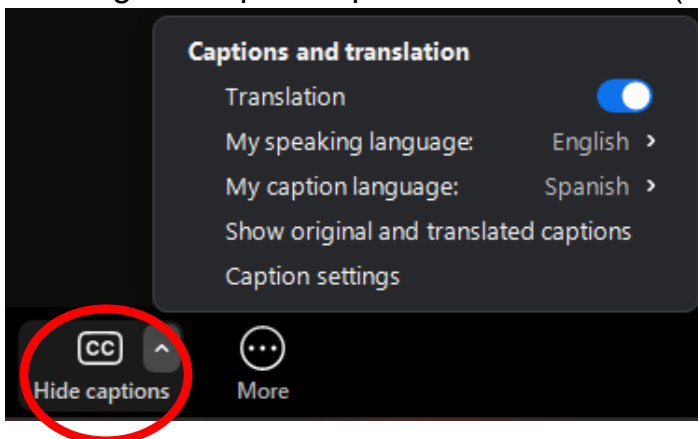 Captions and translation
Translation
My speaking language: English >
My caption language: Spanish >
Show original and translated captions
Caption settings
CC
Hide captions
More